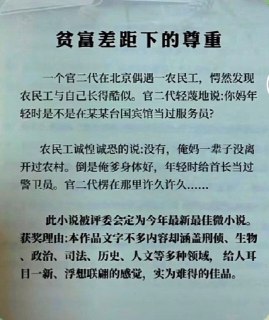 贫富差距下的尊重
一个官二代在北京偶遇一农民工，愕然发现
农民工与自己长得酷似。官二代轻蔑地说:你妈年
轻时是不是在某某台国宾馆当过服务员?
农民工诚惶诚恐的说:没有，俺妈一辈子没离
开过农村。倒是俺爹身体好，年轻时给首长当过
警卫员。官二代楞在那里许久许久……
此小说被评委会定为今年最新最佳微小说。
获奖理由:本作品文字不多内容却涵盖刑侦、生物
、政治、司法、历史、人文等多种领域， 给人耳
目一新、浮想联翩的感觉，实为难得的佳品。